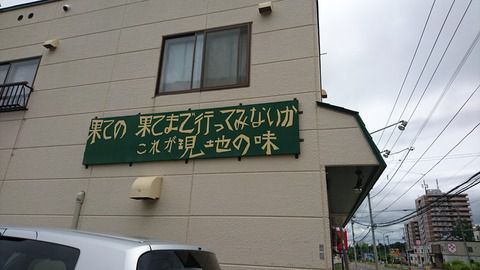 果ての 果てまで行ってみないか
これが現地の味